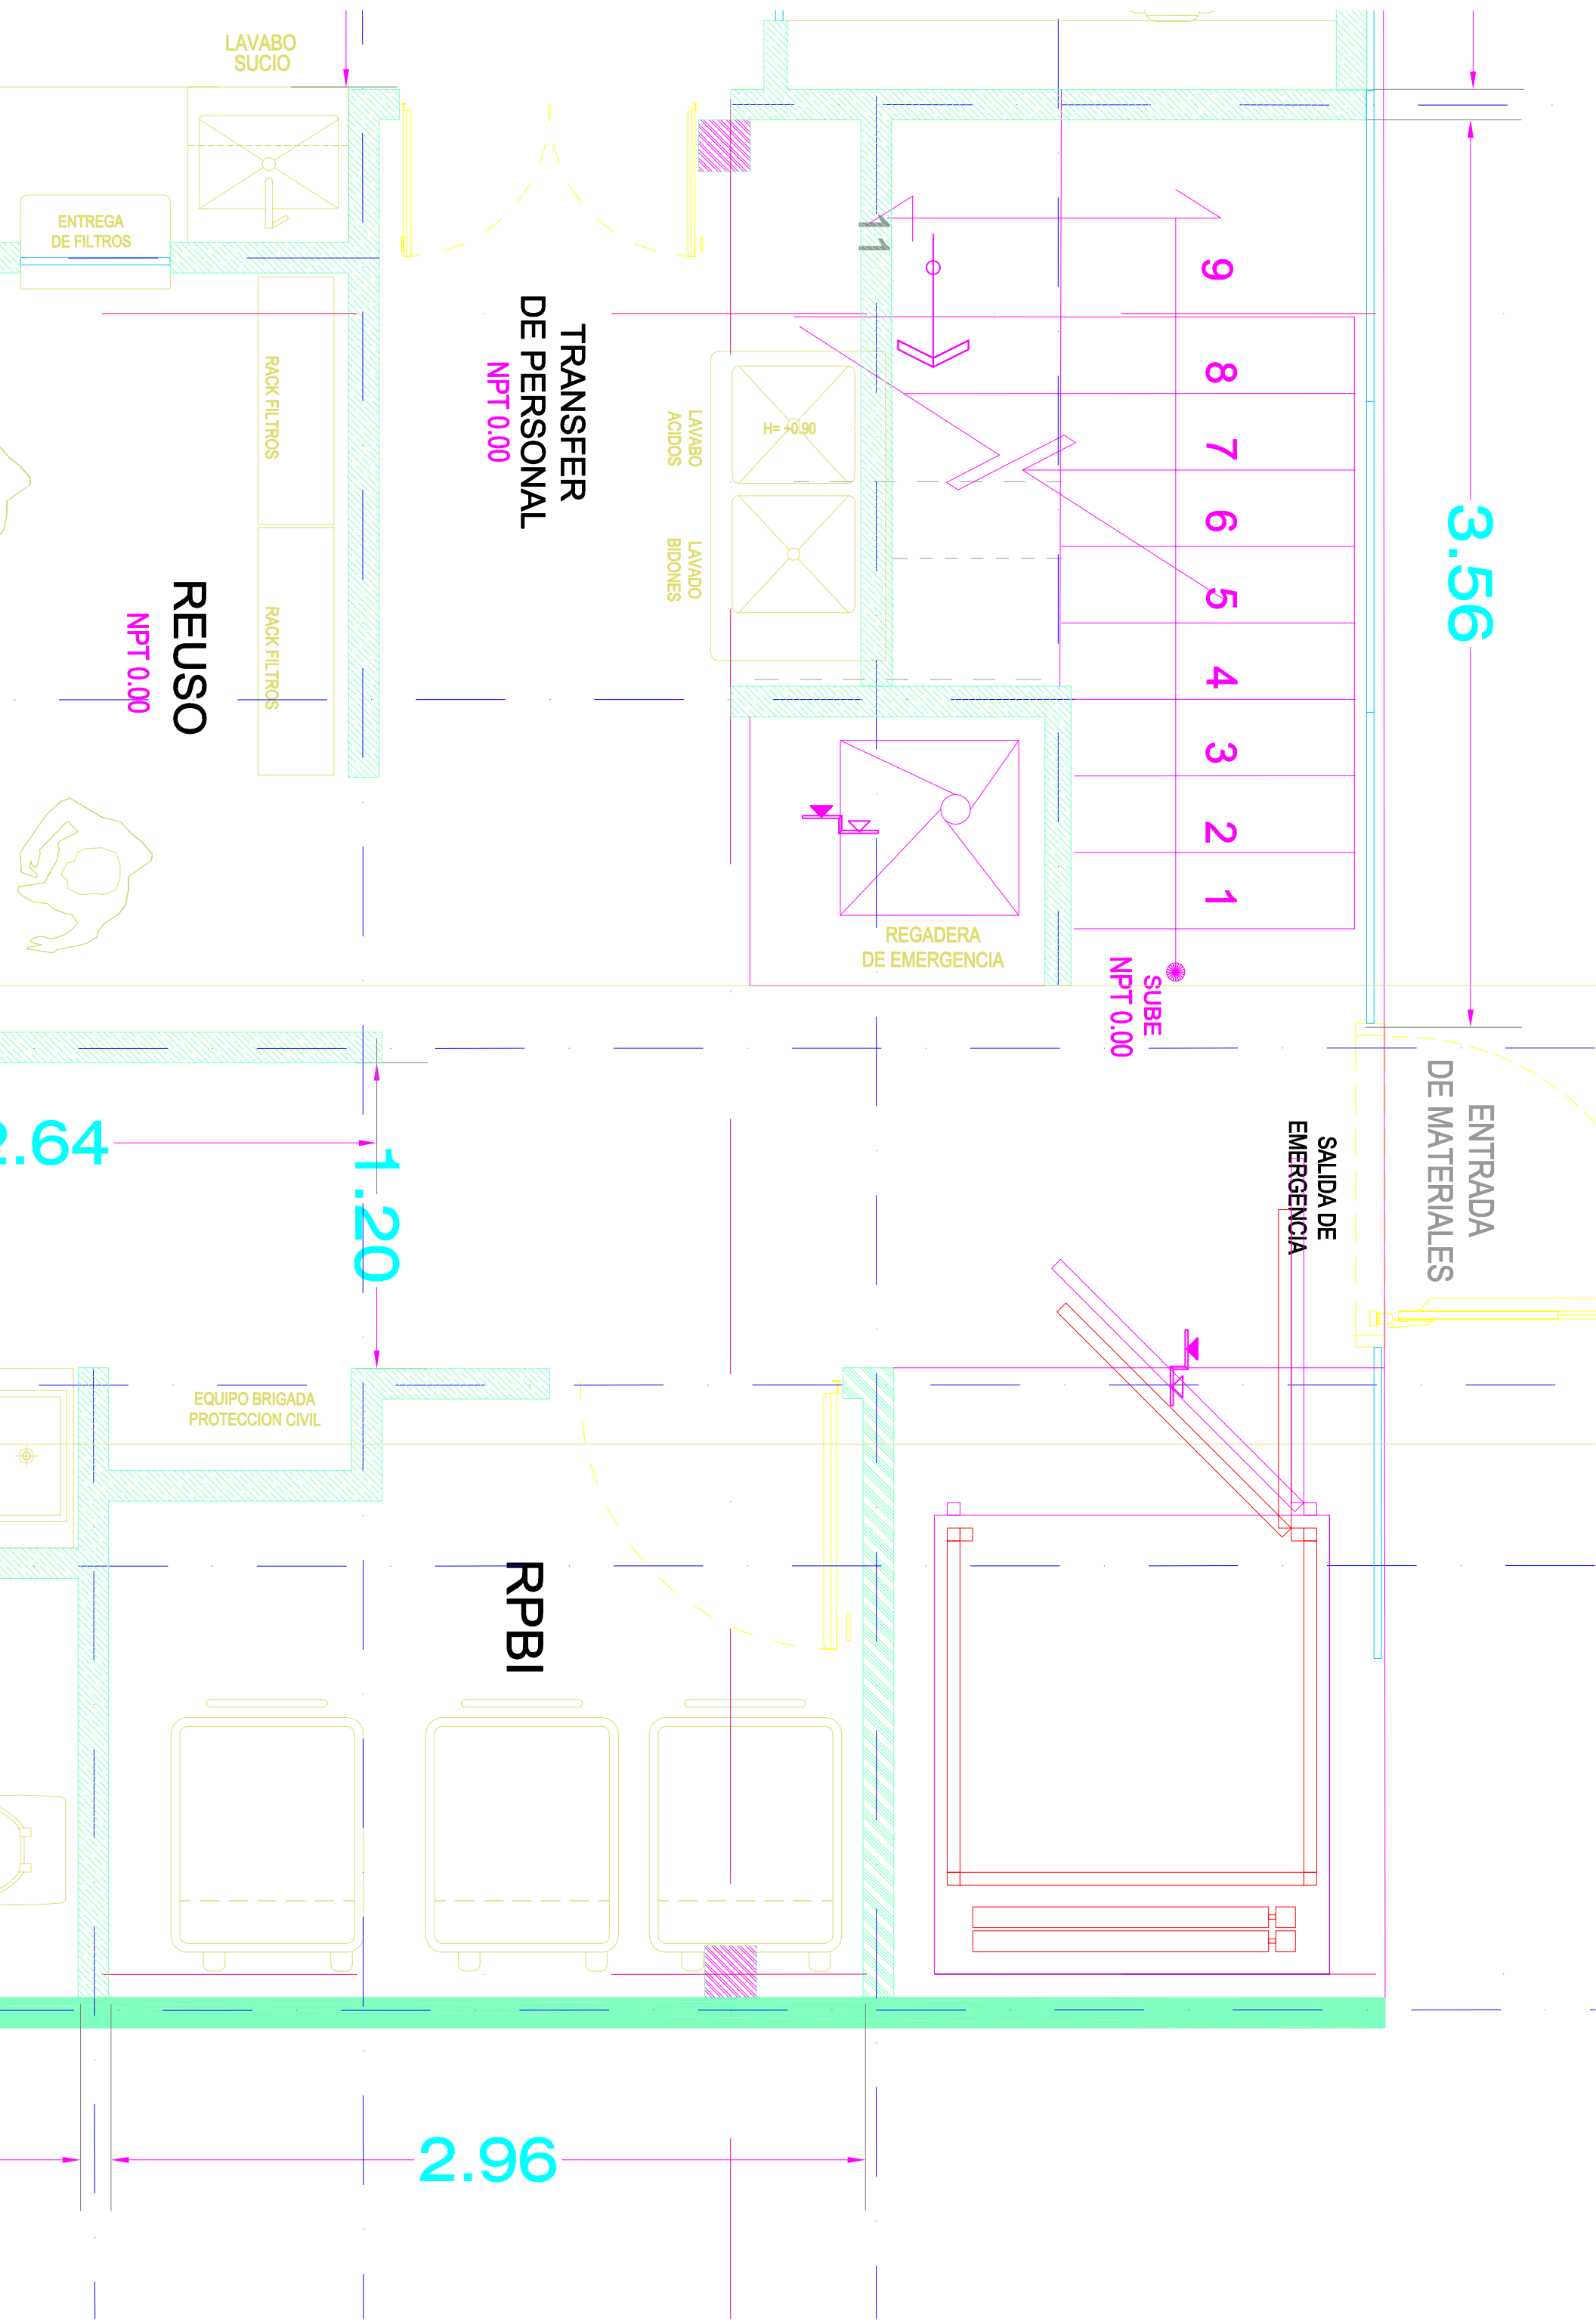 LAVABO
SUCIO
ENTREGA
DE FILTROS
RACK FILTROS
RACK FILTROS
TRANSFER
DE PERSONAL
NPT 0.00
REUSO
NPT 0.00
LAVABO
ACIDOS
H= +0.90
LAVADO
BIDONES
11
9
8
7
6
5
4
3
2
1
3.56
REGADERA
DE EMERGENCIA
SUBE
NPT 0.00
ENTRADA
DE MATERIALES
SALIDA DE
EMERGENCIA
2.64
1.20
EQUIPO BRIGADA
PROTECCION CIVIL
RPBI
2.96